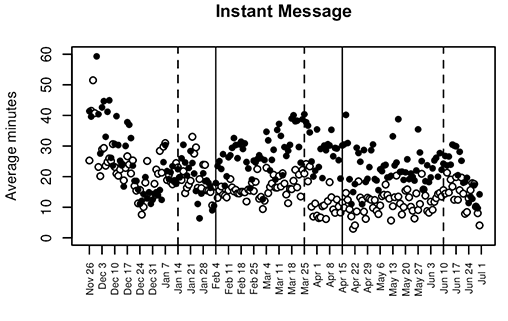 Instant Message
Average minutes
60
50
40
30
20
10
0
Nov 26
Dec 3
Dec 10
Dec 17
Dec 24
Dec 31
Jan 7
Jan 14
Jan 21
Jan 28
Feb 4
Feb 11
Feb 18
Feb 25
Mar 4
Mar 11
Mar 18
Mar 25
Apr 1
Apr 8
Apr 15
Apr 22
Apr 29
May 6
May 13
May 20
May 27
Jun 3
Jun 10
Jun 17
Jun 24
Jul 1